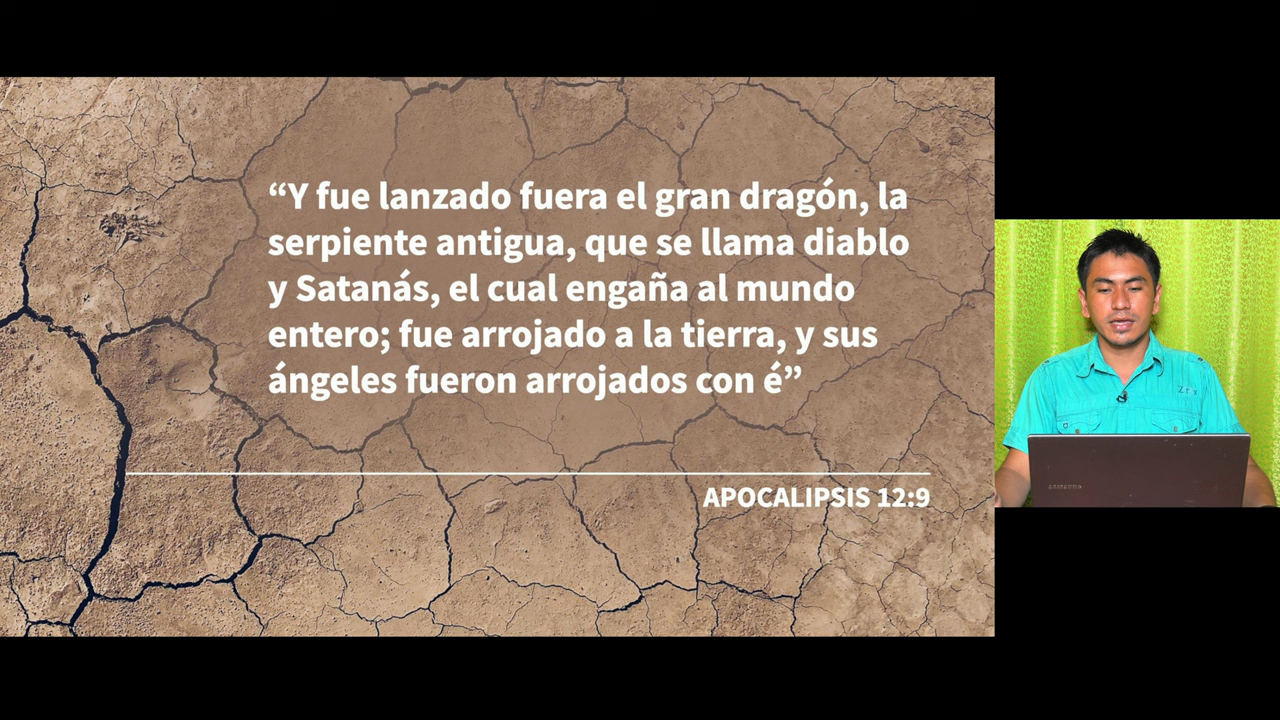 “Y fue lanzado fuera el gran dragón, la
serpiente antigua, que se llama diablo
y Satanás, el cual engaña al mundo
entero; fue arrojado a la tierra, y sus
ángeles fueron arrojados con é”
APOCALIPSIS 12:9
SAMSUNG